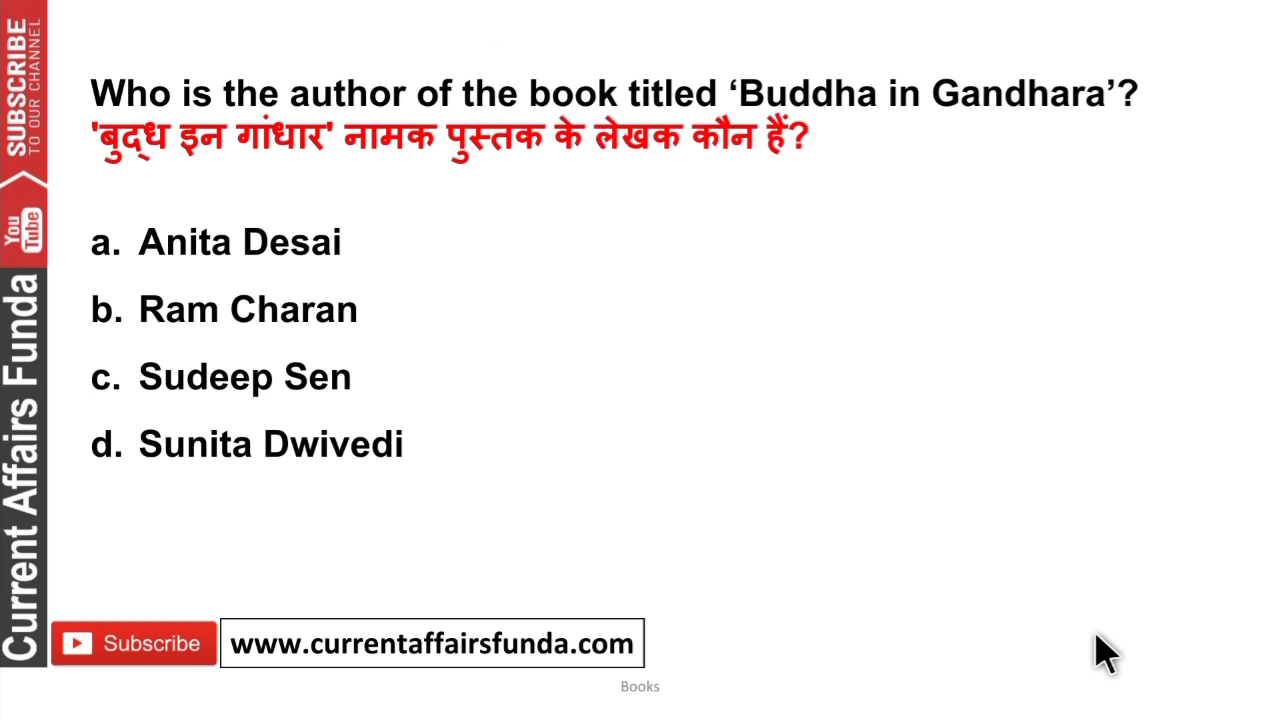 Who is the author of the book titled ‘Buddha in Gandhara’?
'बुद्ध इन गांधार' नामक पुस्तक के लेखक कौन हैं?
a. Anita Desai
b. Ram Charan
c. Sudeep Sen
d. Sunita Dwivedi
SUBSCRIBE
TO OUR CHANNEL
You
Tube
Current Affairs Funda
Subscribe
www.currentaffairsfunda.com
Books